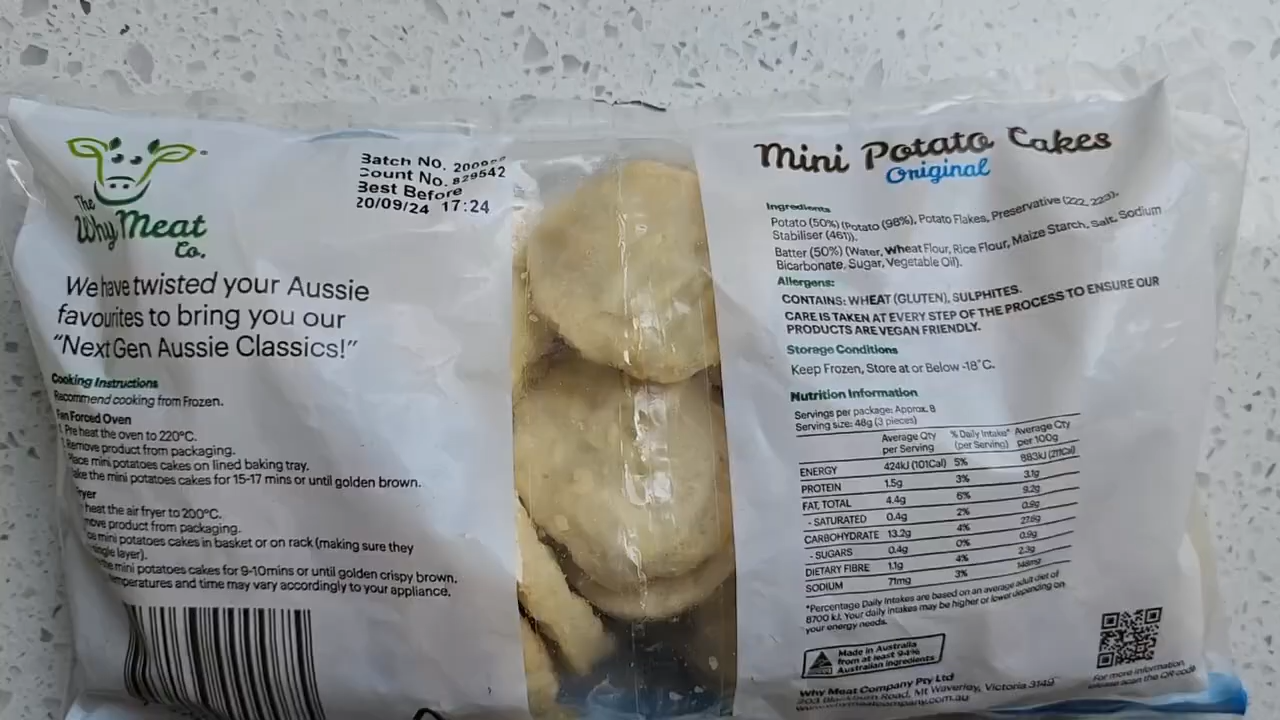 The
Why Meat
Co.
We have twisted your Aussie
favourites to bring you our
"Next Gen Aussie Classics!"
Cooking Instructions
Recommend cooking from Frozen.
Fan Forced Oven
1. Pre heat the oven to 220°C.
Remove product from packaging.
Place mini potatoes cakes on lined baking tray.
the mini potatoes cakes for 15-17 mins or until golden brown.
heat the air fryer to 200°C.
product from packaging.
mini potatoes cakes in basket or on rack (making sure they
single layer).
mini potatoes cakes for 9-10mins or until golden crispy brown.
temperatures and time may vary accordingly to your appliance.
Batch No.
Count No. 829542
Best Before
20/09/24 17:24
Mini Potato Cakes
Original
Ingredients
Potato (50%) (Potato (98%), Potato Flakes, Preservative (222, 223),
Stabiliser (461)).
Batter (50%) (Water, Wheat Flour, Rice Flour, Maize Starch, Salt, Sodium
Bicarbonate, Sugar, Vegetable Oil).
Allergens:
CONTAINS: WHEAT (GLUTEN), SULPHITES.
CARE IS TAKEN AT EVERY STEP OF THE PROCESS TO ENSURE OUR
PRODUCTS ARE VEGAN FRIENDLY.
Storage Conditions
Keep Frozen, Store at or Below -18°C.
Nutrition Information
Servings per package: Approx. 8
Serving size: 48g (3 pieces)
Average Qty per Serving % Daily Intake* (per Serving) Average Qty per 100g
ENERGY 424kJ (101Cal) 5% 883kJ (211Cal)
PROTEIN 1.5g 3% 3.1g
FAT, TOTAL 4.4g 6% 9.2g
- SATURATED 0.4g 2% 0.9g
CARBOHYDRATE 13.2g 4% 27.6g
- SUGARS 0.4g 0% 0.9g
DIETARY FIBRE 1.1g 4% 2.3g
SODIUM 71mg 3% 148mg
*Percentage Daily Intakes are based on an average adult diet of
8700 kJ. Your daily intakes may be higher or lower depending on
your energy needs.
Made in Australia
from at least 94%
Australian ingredients
Why Meat Company Pty Ltd
203 Blackburn Road, Mt Waverley, Victoria 3149
www.whymeatcompany.com.au
For more information
please scan the QR code